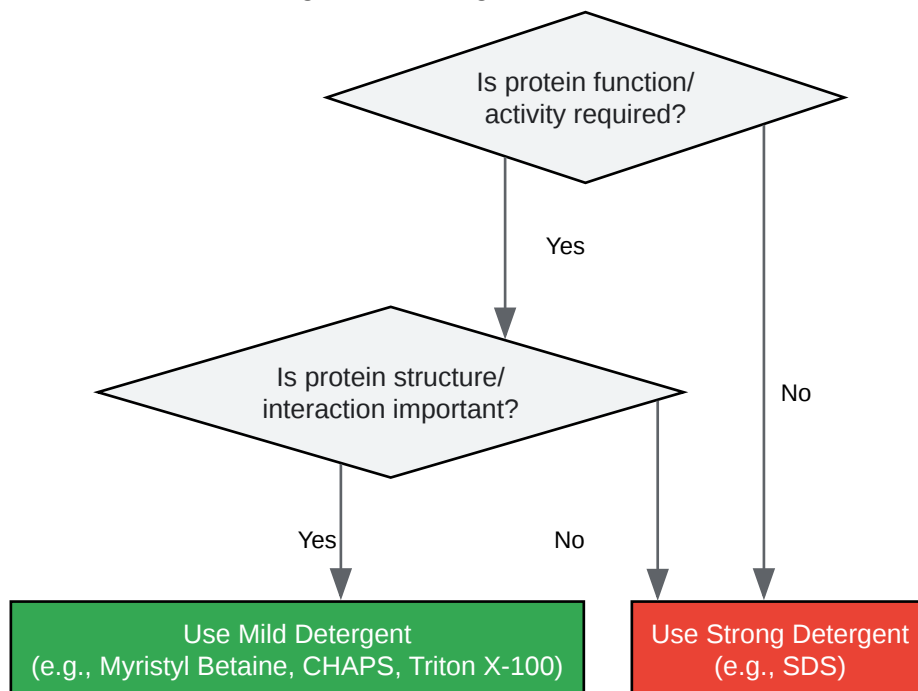 Is protein function/
activity required?
Yes
Is protein structure/
interaction important?
No
Yes
No
Use Mild Detergent
(e.g., Myristyl Betaine, CHAPS, Triton X-100)
Use Strong Detergent
(e.g., SDS)